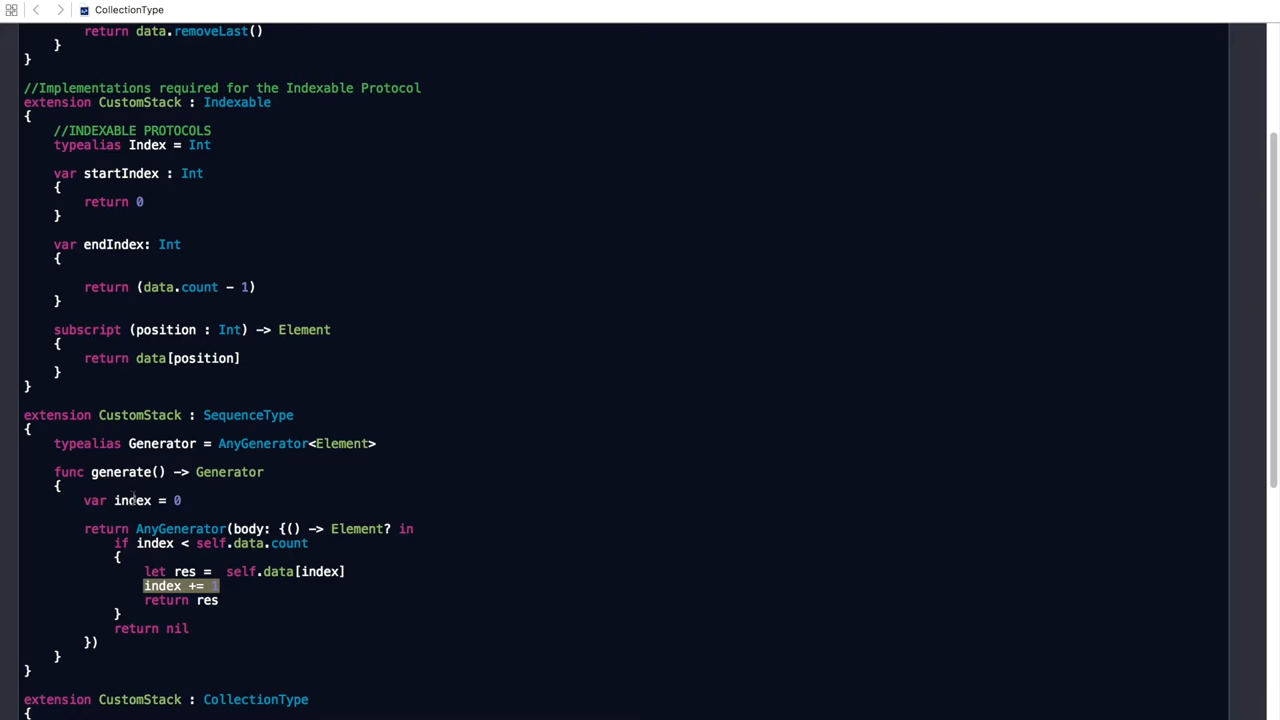 CollectionType
return data.removeLast()
}
}
//Implementations required for the Indexable Protocol
extension CustomStack : Indexable
{
//INDEXABLE PROTOCOLS
typealias Index = Int
var startIndex : Int
{
return 0
}
var endIndex: Int
{
return (data.count - 1)
}
subscript (position : Int) -> Element
{
return data[position]
}
}
extension CustomStack : SequenceType
{
typealias Generator = AnyGenerator<Element>
func generate() -> Generator
{
var index = 0
return AnyGenerator(body: {() -> Element? in
if index < self.data.count
{
let res =  self.data[index]
index += 1
return res
}
return nil
})
}
}
extension CustomStack : CollectionType
{